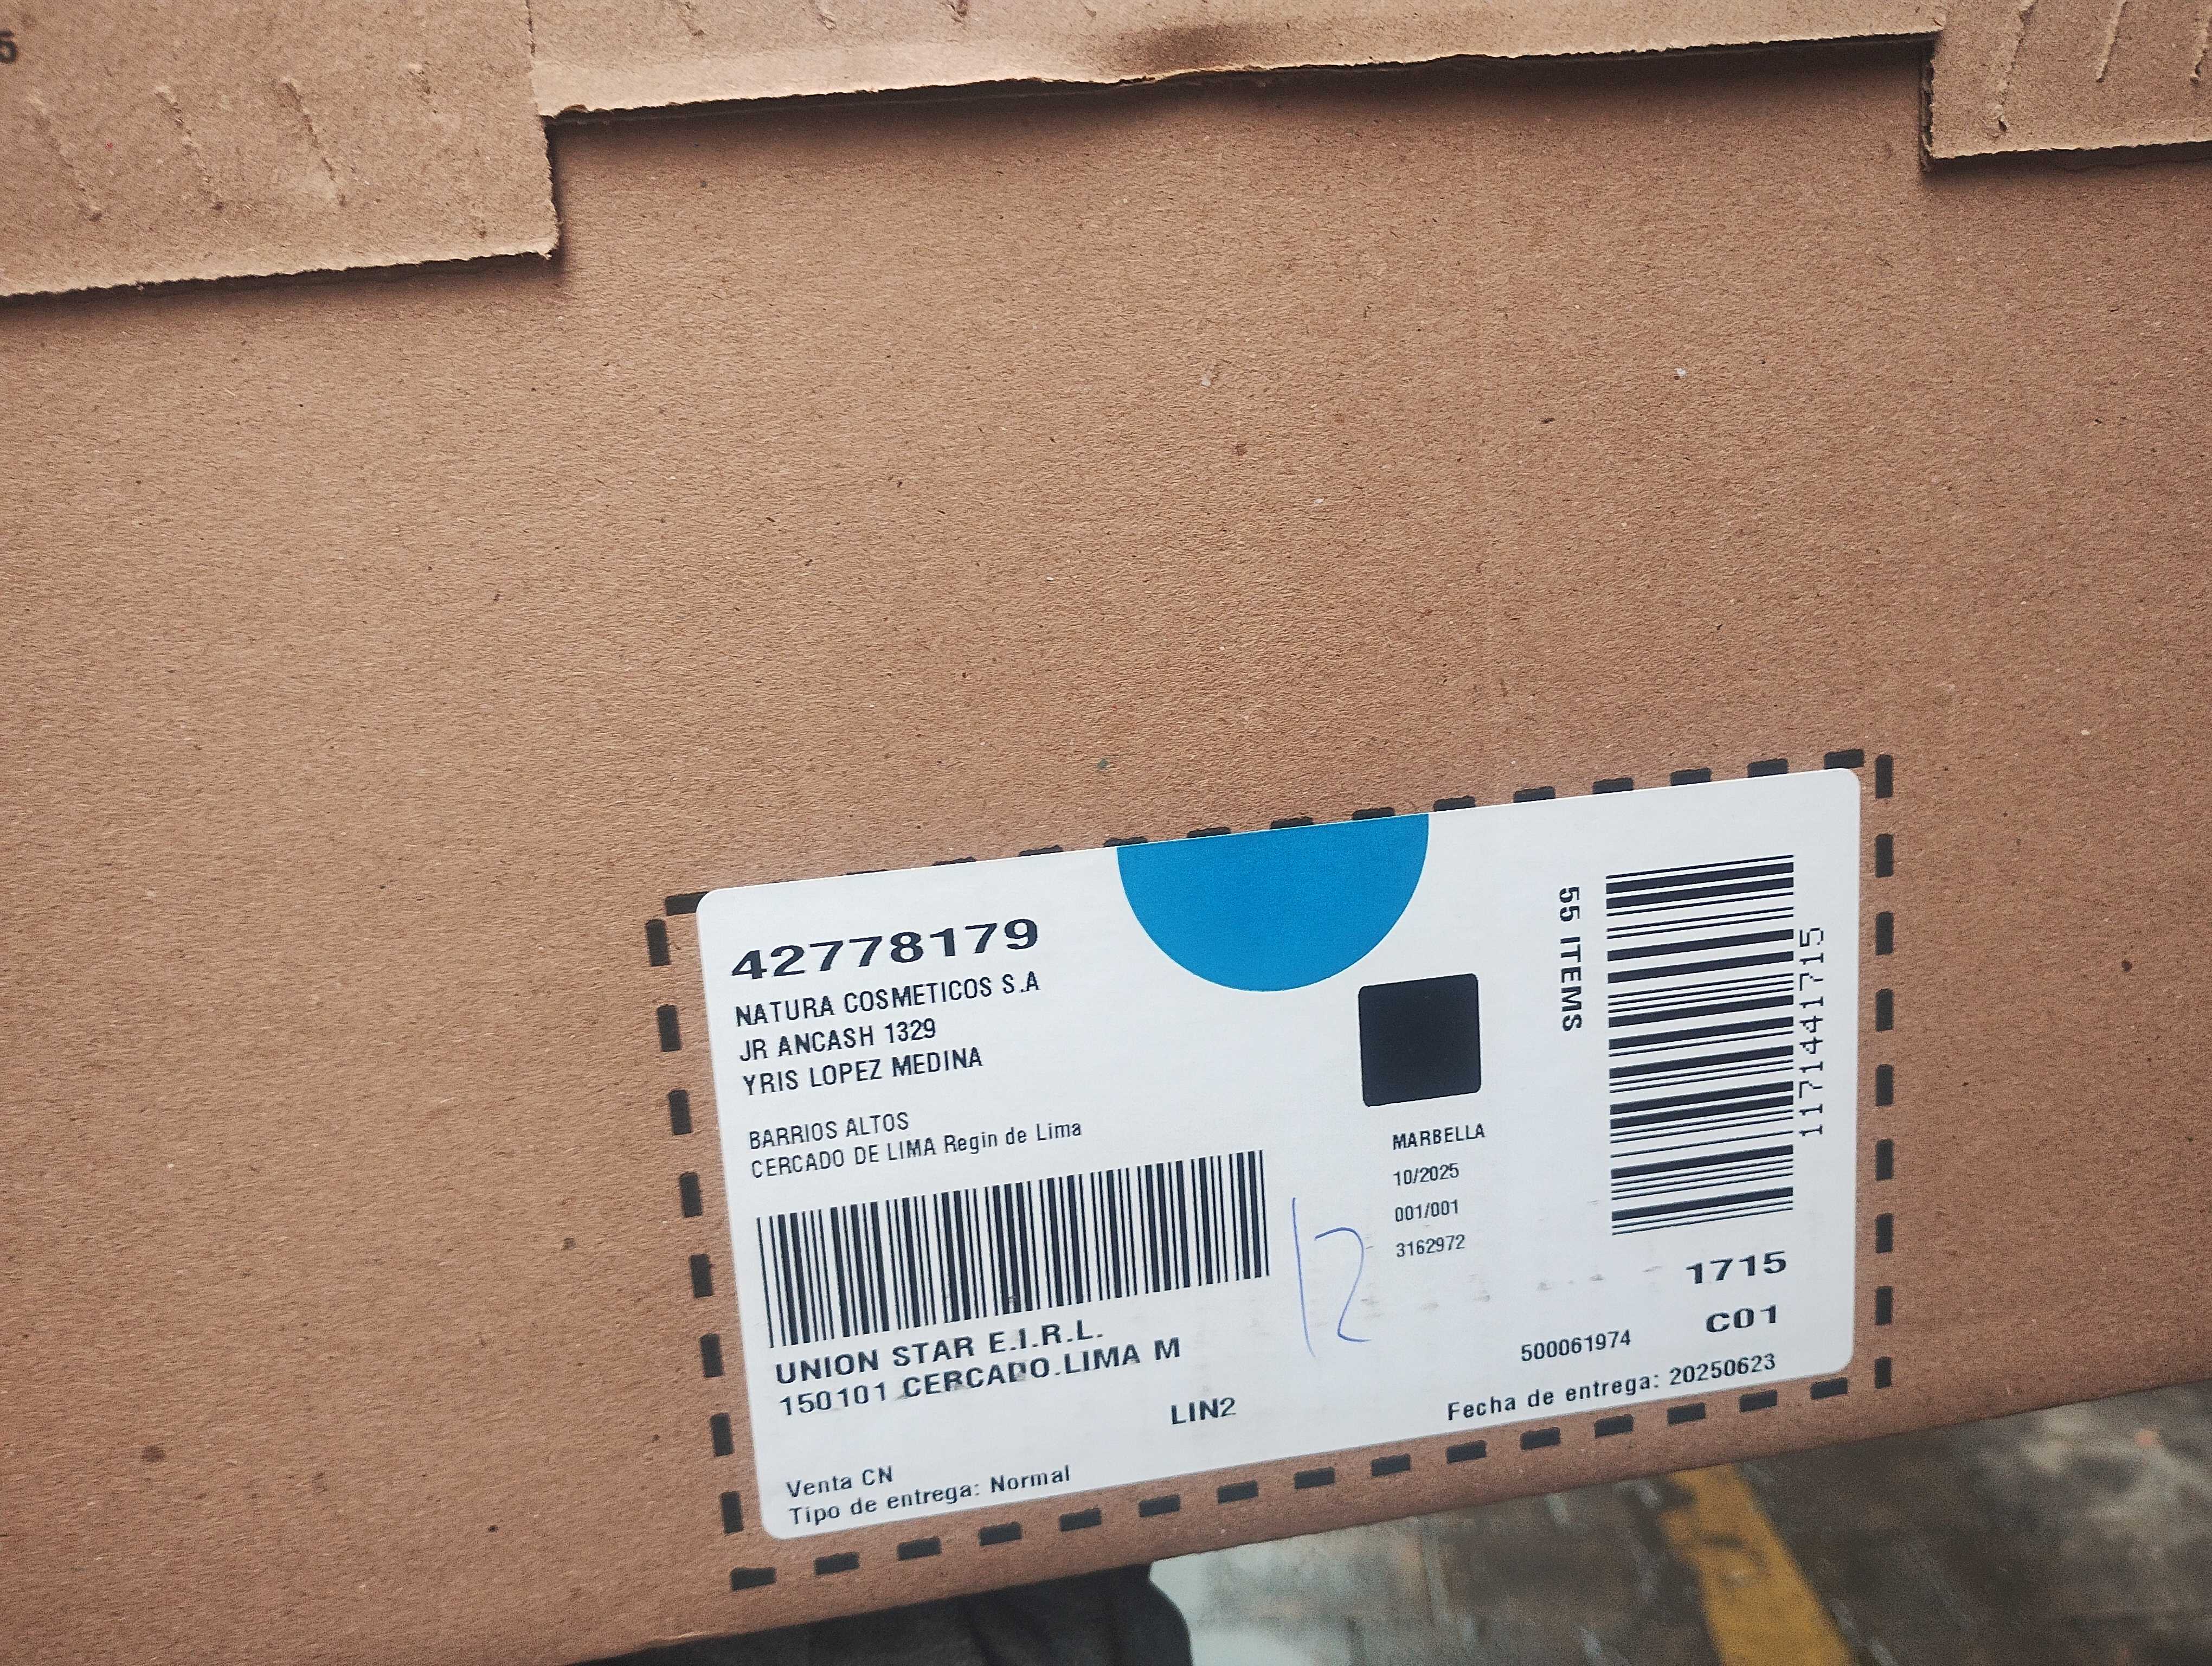 5
42778179
NATURA COSMETICOS S.A
JR ANCASH 1329
YRIS LOPEZ MEDINA
BARRIOS ALTOS
CERCADO DE LIMA Regin de Lima
UNION STAR E.I.R.L.
150101 CERCADO.LIMA M
LIN2
Venta CN
Tipo de entrega: Normal
12
MARBELLA
10/2025
001/001
3162972
55 ITEMS
1171441715
1715
C01
500061974
Fecha de entrega: 20250623